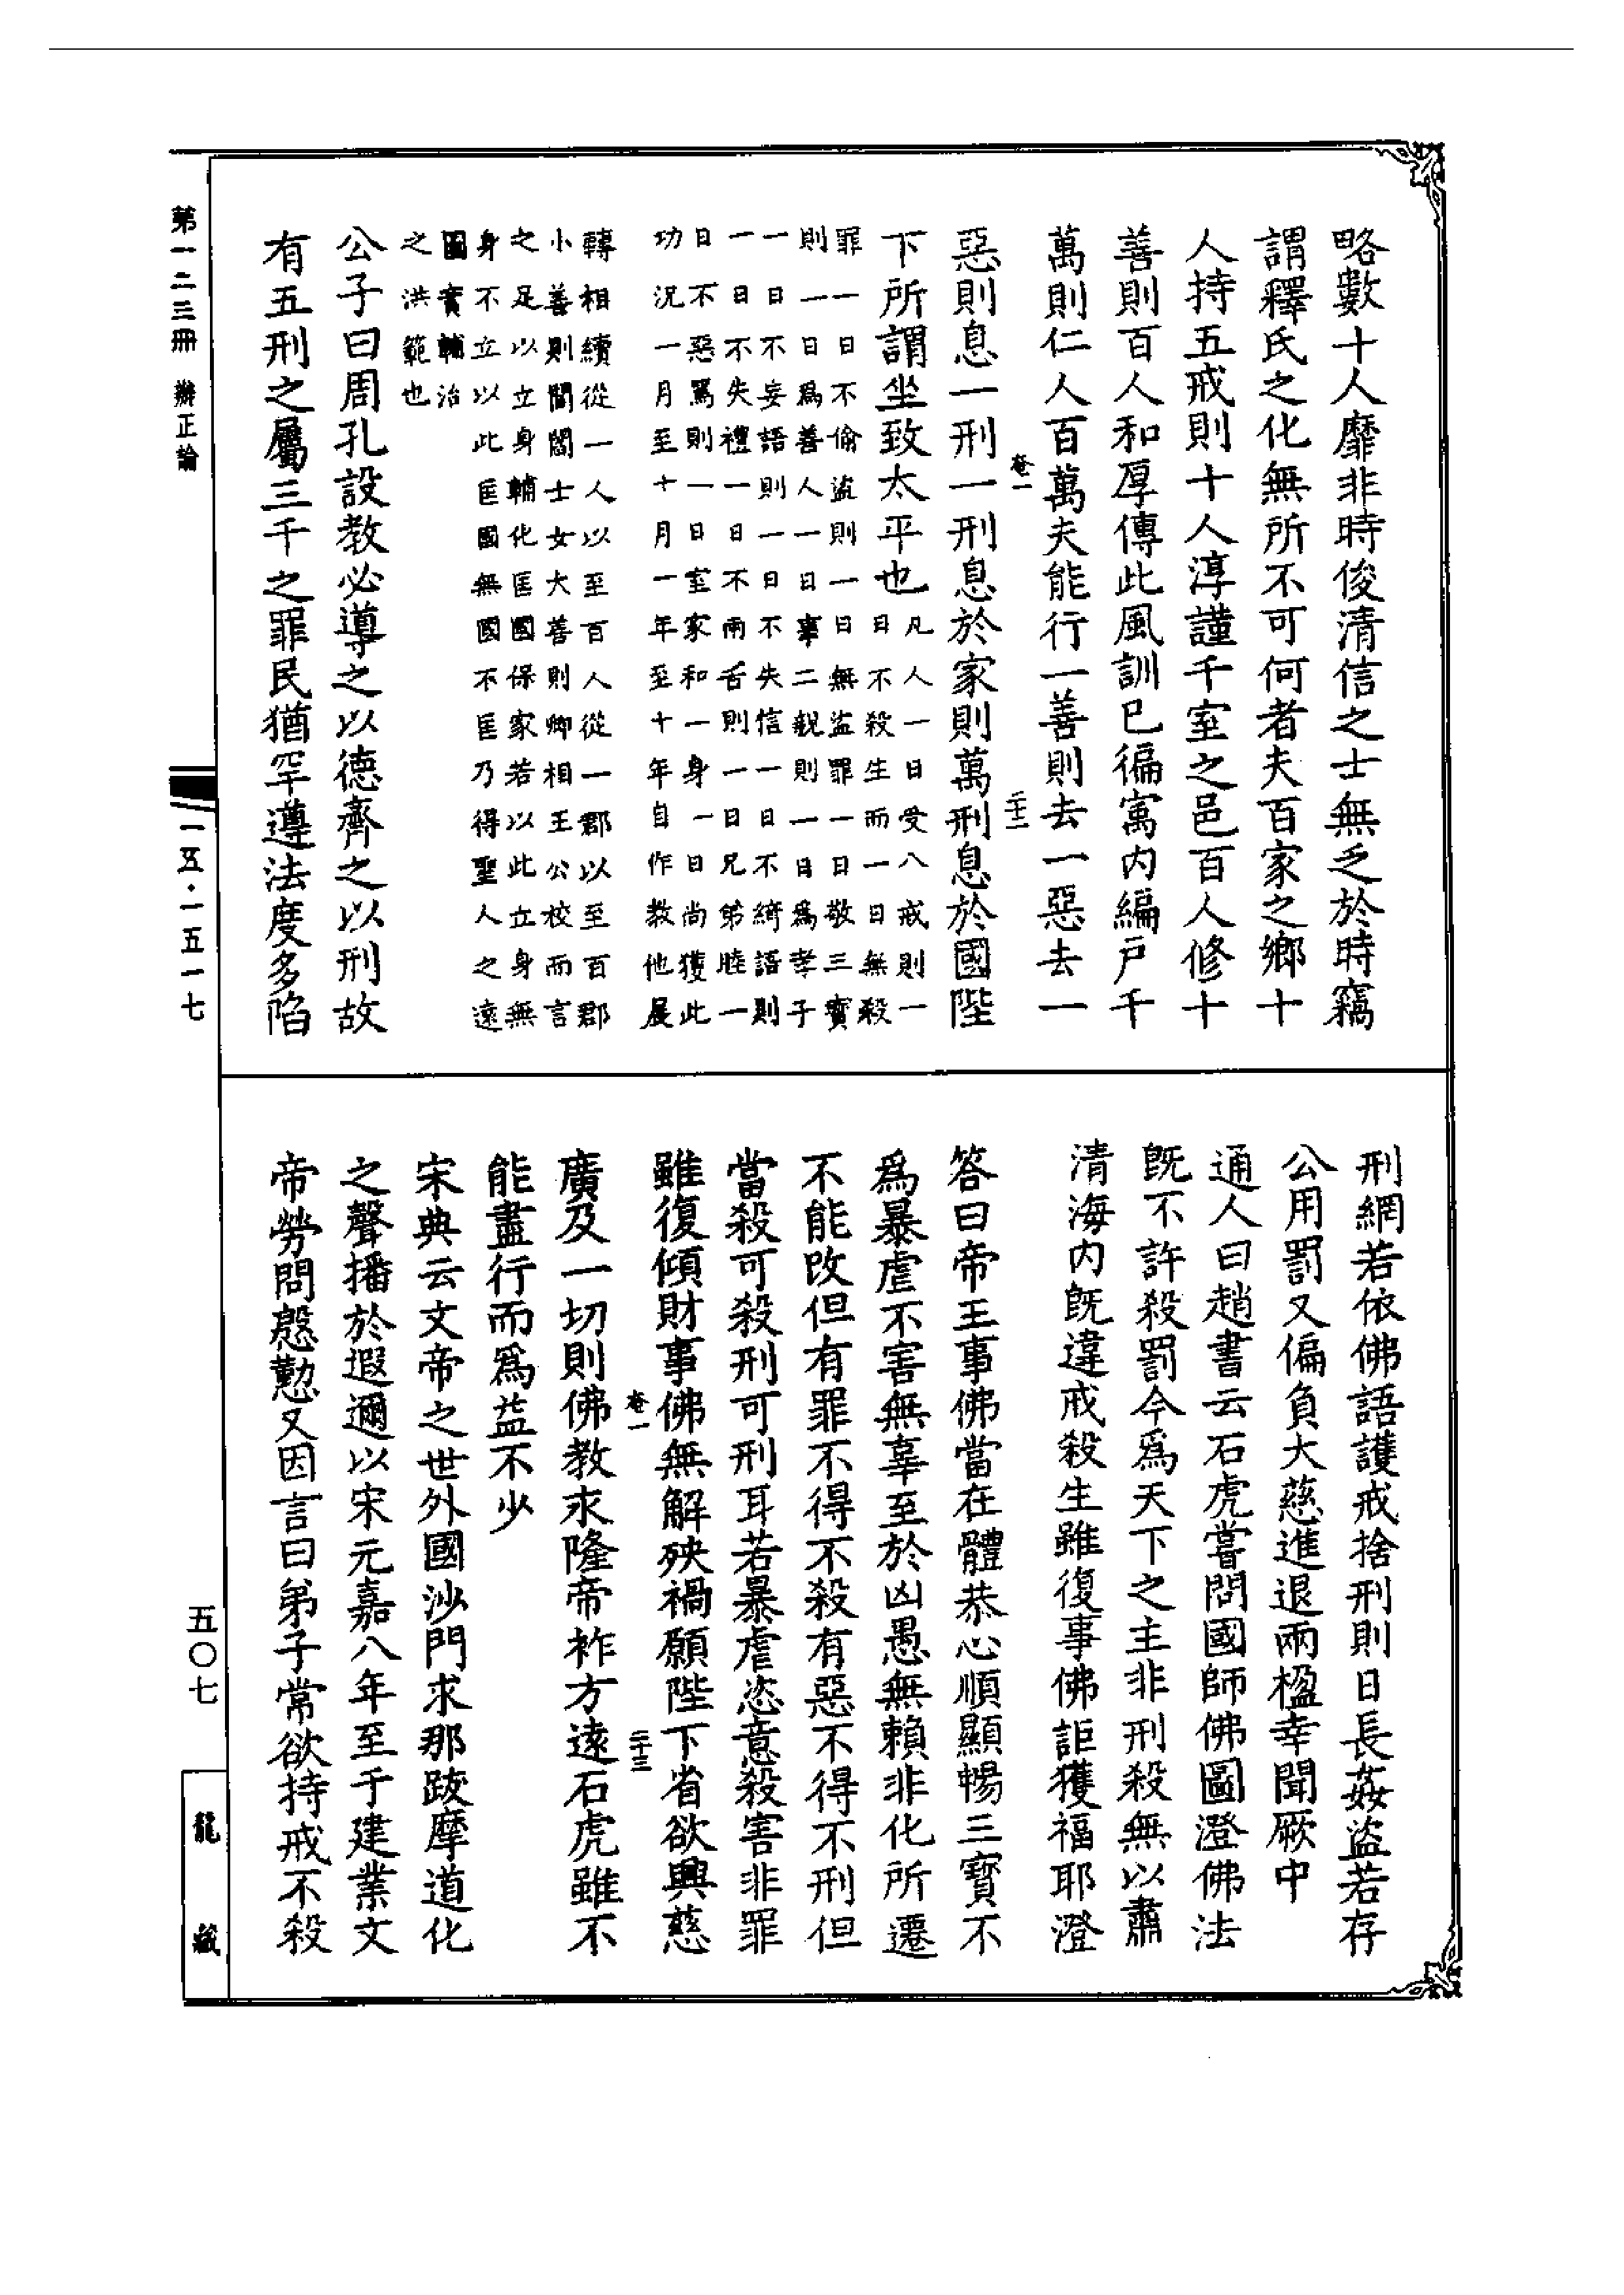 略數十人靡非時俊清信之士無乏於時竊
謂釋氏之化無所不可何者夫百家之鄉十
人持五戒則十人淳謹千室之邑百人修十
善則百人和厚傳此風訓已徧寓內編戸千
萬則仁人百萬夫能行一善則去一惡去一
卷一
二十二
惡則息一刑一刑息於家則萬刑息於國陛
下所謂坐致太平也
凡人一日受八戒則一
日不殺生而一日無殺
罪一日不偷盜則一日無盜罪一日敬三寶
則一日爲善人一日事二親則一日爲孝子
一日不妄語則一日不失信一日不綺語則
一日不失禮一日不兩舌則一日兄弟睦一
日不惡罵則一日室家和一身一日尚獲此
功況一月至十月一年至十年自作教他展
轉相續從一人以至百人從一郡以至百郡
小善則閭閻士女大善則卿相王公校而言
之足以立身輔化匡國保家若以此立身無
身不立以此匡國無國不匡乃得聖人之遠
圖實輔治
之洪範也
公子曰周孔設教必導之以德齊之以刑故
有五刑之屬三千之罪民猶罕遵法度多陷
第一二三冊 辯正論
一五五·一五一七
刑網若依佛語護戒捨刑則日長姦盜若存
公用罰又偏負大慈進退兩楹幸聞厥中
通人曰趙書云石虎嘗問國師佛圖澄佛法
旣不許殺罰今爲天下之主非刑殺無以肅
清海內旣違戒殺生雖復事佛詎獲福耶澄
答曰帝王事佛當在體恭心順顯暢三寶不
爲暴虐不害無辜至於凶愚無賴非化所遷
不能改但有罪不得不殺有惡不得不刑但
當殺可殺刑可刑耳若暴虐恣意殺害非罪
雖復傾財事佛無解殃禍願陛下省欲興慈
卷一
二十三
廣及一切則佛教永隆帝祚方遠石虎雖不
能盡行而爲益不少
宋典云文帝之世外國沙門求那跋摩道化
之聲播於遐邇以宋元嘉八年至于建業文
帝勞問慇懃又因言曰弟子常欲持戒不殺
五〇七
龍藏